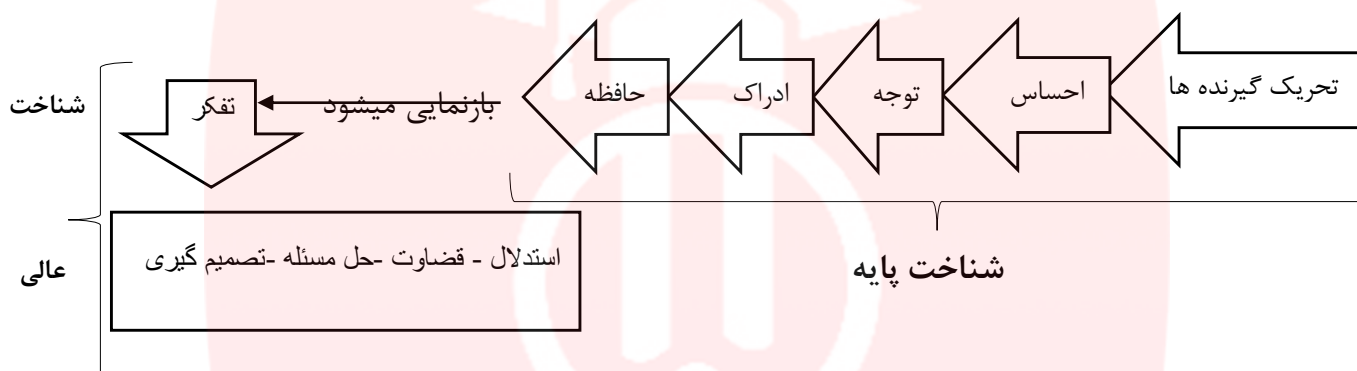 تحریک گیرنده ها
احساس
توجه
ادراک
حافظه
بازنمایی میشود
تفکر
شناخت
استدلال - قضاوت -حل مسئله -تصمیم گیری
شناخت پایه
عالی